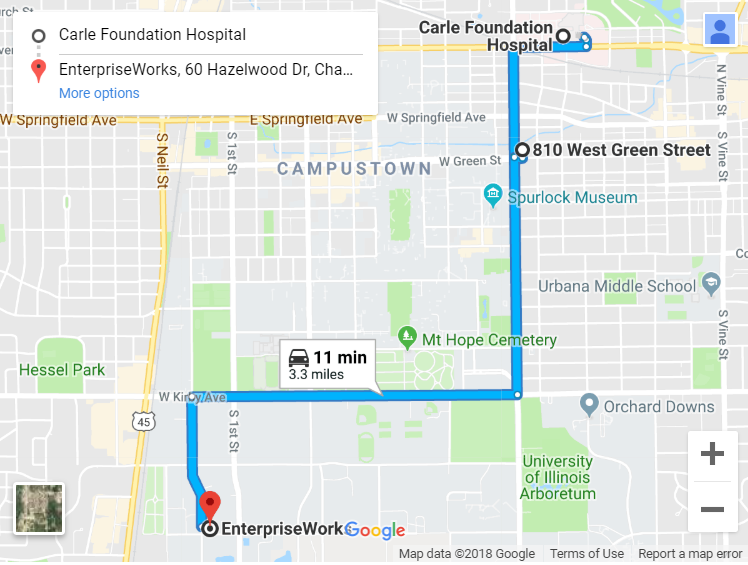 Carle Foundation Hospital
EnterpriseWorks, 60 Hazelwood Dr, Cha...
More options
Carle Foundation
Hospital
W Springfield Ave
E Springfield Ave
W Springfield Ave
N Vine St
S Neil St
S 1st St
CAMPUSTOWN
W Green St
810 West Green Street
S Vine St
Spurlock Museum
Urbana Middle School
S Vine St
Mt Hope Cemetery
11 min
3.3 miles
Hessel Park
W Kirby Ave
S 1st St
45
Orchard Downs
University
of Illinois
Arboretum
EnterpriseWorks
Google
Map data ©2018 Google
Terms of Use
Report a map error